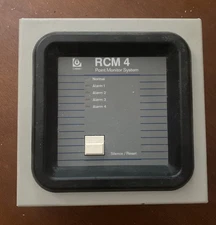 RCM 4
Point Monitor System
Normal
Alarm 1
Alarm 2
Alarm 3
Alarm 4
Silence / Reset